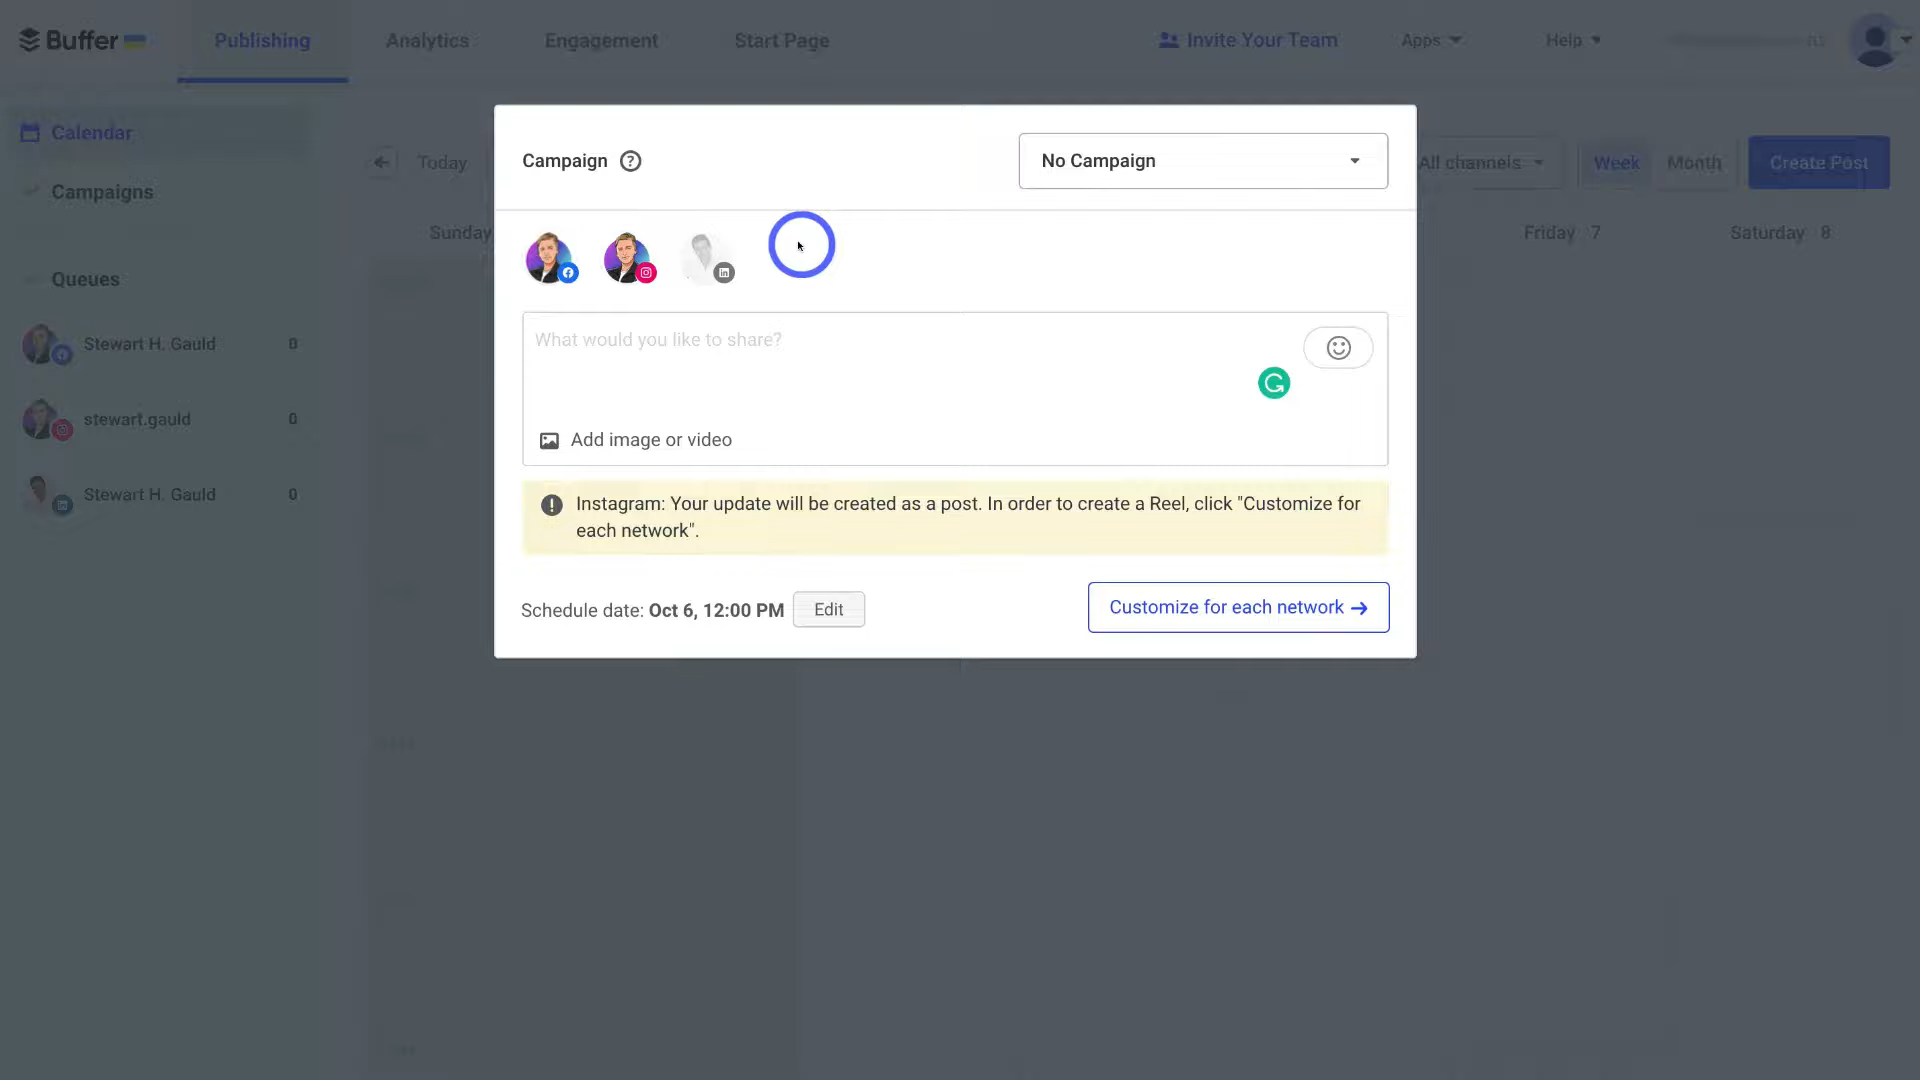 Buffer
Publishing
Analytics
Engagement
Start Page
Invite Your Team
Apps
Help
Calendar
Campaigns
Queues
Stewart H. Gauld 0
stewart.gauld 0
Stewart H. Gauld 0
Today
All channels
Week
Month
Create Post
Sunday
Friday 7
Saturday 8
Campaign ?
No Campaign
What would you like to share?
Add image or video
Instagram: Your update will be created as a post. In order to create a Reel, click "Customize for
each network".
Schedule date: Oct 6, 12:00 PM
Edit
Customize for each network →